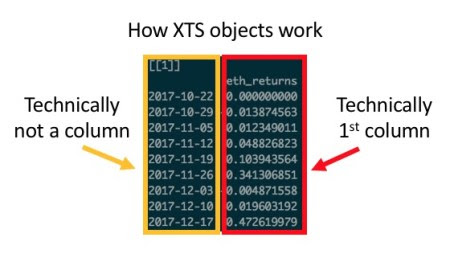 How XTS objects work
[[1]]
eth_returns
2017-10-22 0.000000000
2017-10-29 0.013874563
2017-11-05 0.012349011
2017-11-12 0.048826823
2017-11-19 0.103943564
2017-11-26 0.341306851
2017-12-03 0.004871558
2017-12-10 0.019603192
2017-12-17 0.472619979
Technically
not a column
Technically
1st column